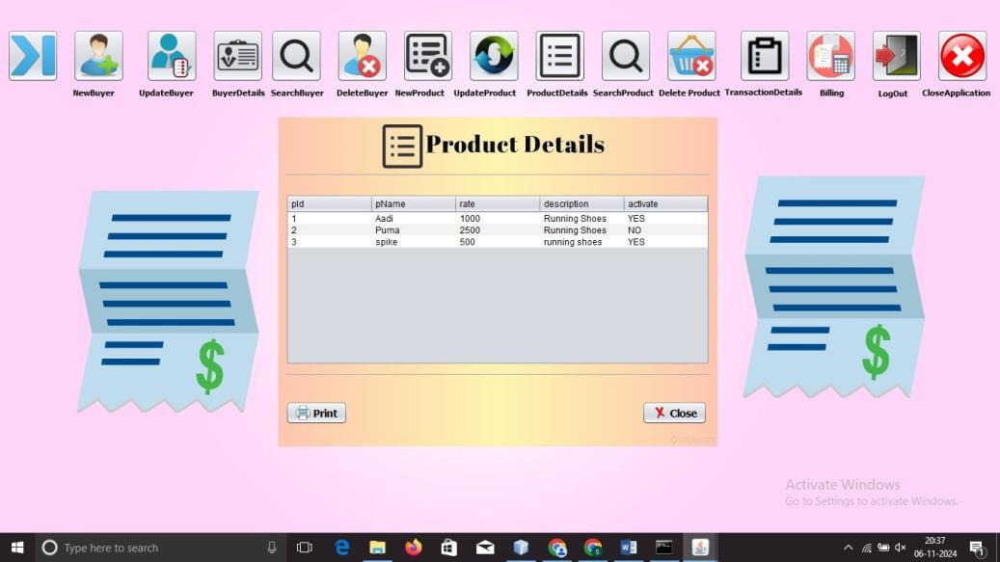 NewBuyer UpdateBuyer BuyerDetails SearchBuyer DeleteBuyer NewProduct UpdateProduct ProductDetails SearchProduct Delete Product TransactionDetails Billing LogOut CloseApplication
Product Details
pId pName rate description activate
1 Aadi 1000 Running Shoes YES
2 Puma 2500 Running Shoes NO
3 spike 500 running shoes YES
$ $
Print Close
Activate Windows
Go to Settings to activate Windows.
Type here to search
20:37
06-11-2024